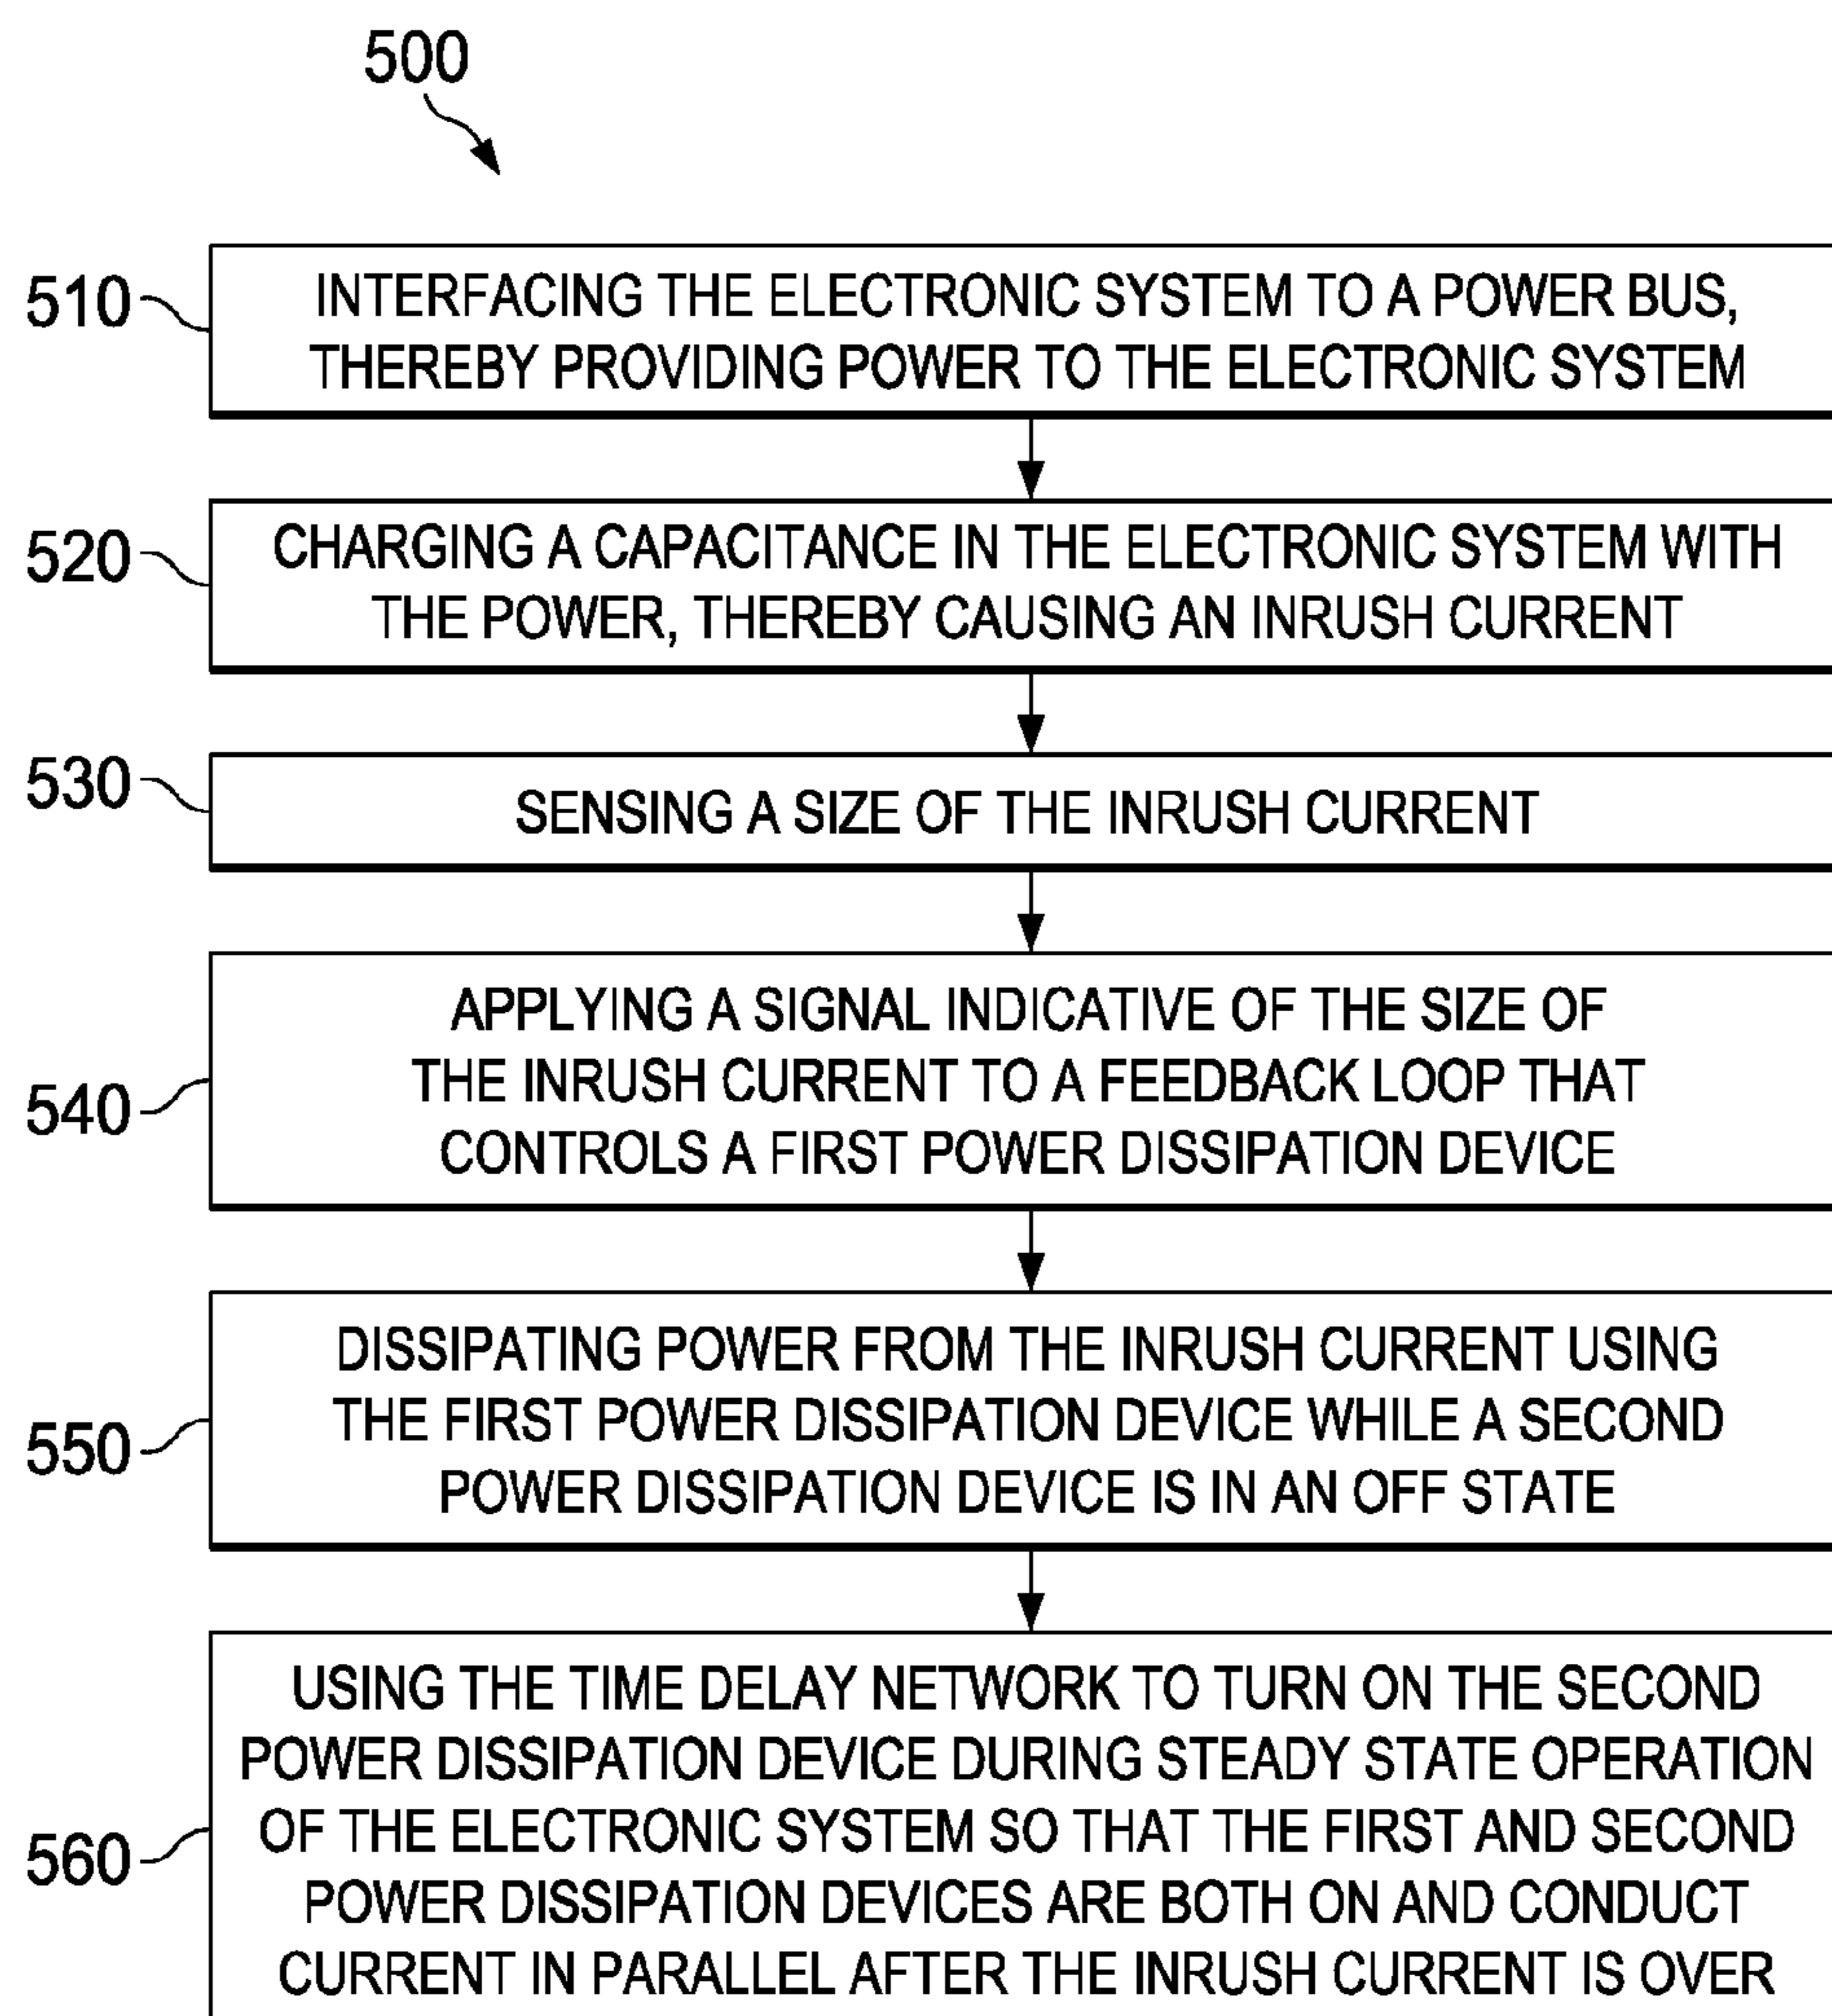 500
510
INTERFACING THE ELECTRONIC SYSTEM TO A POWER BUS,
THEREBY PROVIDING POWER TO THE ELECTRONIC SYSTEM
520
CHARGING A CAPACITANCE IN THE ELECTRONIC SYSTEM WITH
THE POWER, THEREBY CAUSING AN INRUSH CURRENT
530
SENSING A SIZE OF THE INRUSH CURRENT
540
APPLYING A SIGNAL INDICATIVE OF THE SIZE OF
THE INRUSH CURRENT TO A FEEDBACK LOOP THAT
CONTROLS A FIRST POWER DISSIPATION DEVICE
550
DISSIPATING POWER FROM THE INRUSH CURRENT USING
THE FIRST POWER DISSIPATION DEVICE WHILE A SECOND
POWER DISSIPATION DEVICE IS IN AN OFF STATE
560
USING THE TIME DELAY NETWORK TO TURN ON THE SECOND
POWER DISSIPATION DEVICE DURING STEADY STATE OPERATION
OF THE ELECTRONIC SYSTEM SO THAT THE FIRST AND SECOND
POWER DISSIPATION DEVICES ARE BOTH ON AND CONDUCT
CURRENT IN PARALLEL AFTER THE INRUSH CURRENT IS OVER